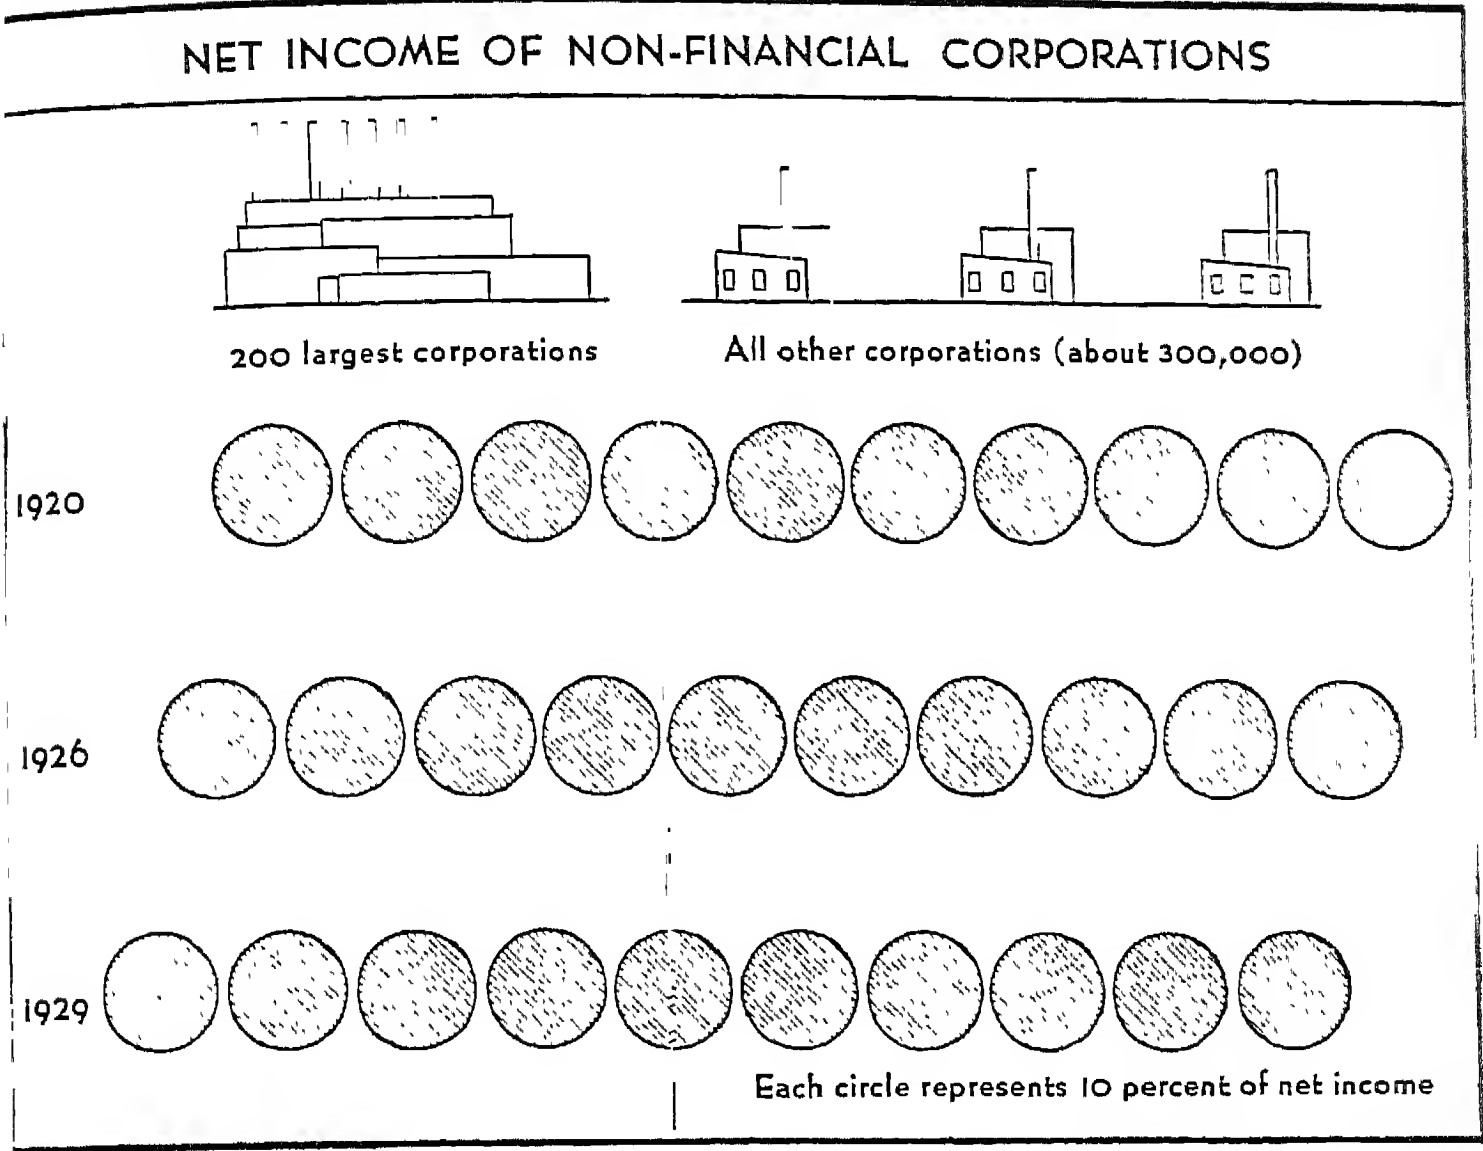 NET INCOME OF NON-FINANCIAL CORPORATIONS
200 largest corporations
All other corporations (about 300,000)
1920
1926
1929
Each circle represents 10 percent of net income